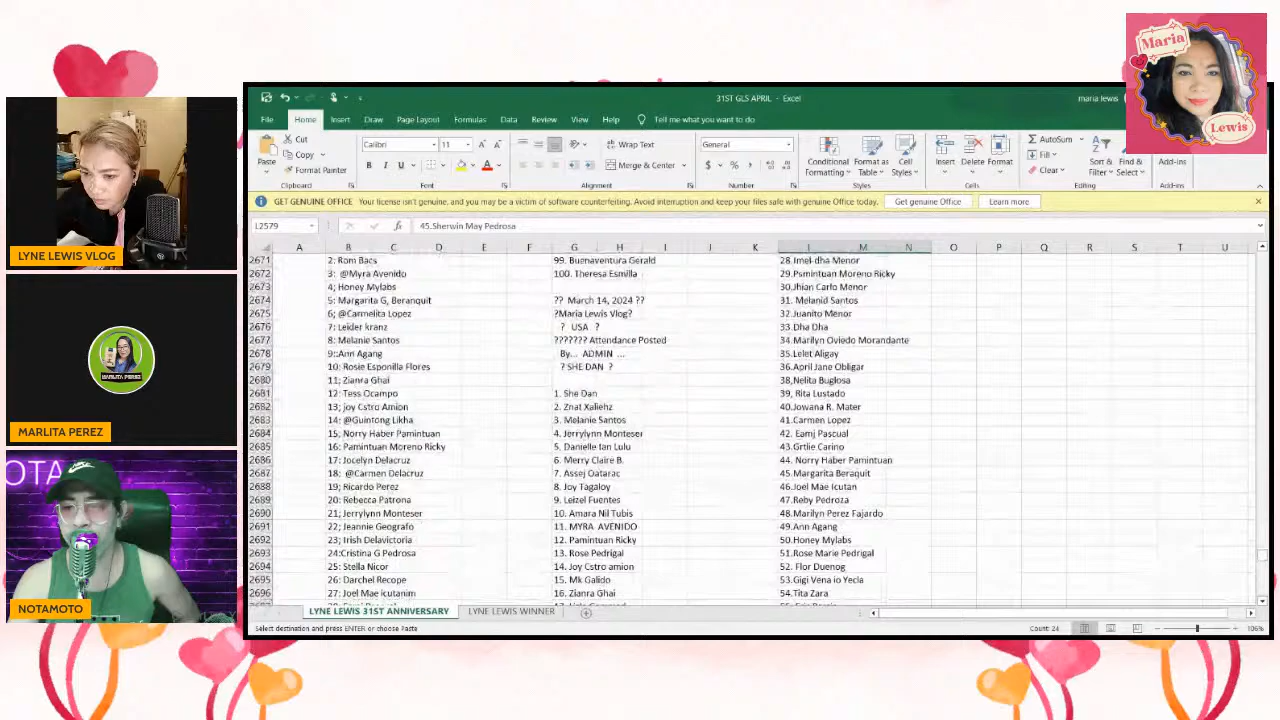 Maria
Lewis
LYNE LEWIS VLOG
MARLITA PEREZ
MARLITA PEREZ
NOTA
NOTAMOTO
31ST GLS APRIL - Excel
maria lewis
File Home Insert Draw Page Layout Formulas Data Review View Help Tell me what you want to do
Paste
Cut
Copy
Format Painter
Clipboard
Calibri 11
B I U
Font
Wrap Text
Merge & Center
Alignment
General
$ % ,
Number
Conditional Formatting
Format as Table
Cell Styles
Styles
Insert Delete Format
Cells
AutoSum
Fill
Clear
Sort & Filter
Find & Select
Editing
Add-Ins
Add-ins
GET GENUINE OFFICE Your license isn't genuine, and you may be a victim of software counterfeiting. Avoid interruption and keep your files safe with genuine Office today. Get genuine Office Learn more
L2579 fx 45.Sherwin May Pedrosa
A B C D E F G H I J K L M N O P Q R S T U
2671 2: Rom Bacs 99. Buenaventura Gerald 28. Imel dha Menor
2672 3: @Myra Avenido 100. Theresa Esmilla 29.Psmintuan Moreno Ricky
2673 4; Honey Mylabs 30.Jhian Carlo Menor
2674 5: Margarita G, Beranquit ?? March 14, 2024 ?? 31. Melanid Santos
2675 6; @Carmelita Lopez ?Maria Lewis Vlog? 32.Juanito Menor
2676 7; Leider kranz ? USA ? 33.Dha Dha
2677 8: Melanie Santos ??????? Attendance Posted 34.Marilyn Oviedo Morandante
2678 9::Ann Agang By... ADMIN ... 35.Lelet Aligay
2679 10: Rosie Esponilla Flores ? SHE DAN ? 36.April Jane Obligar
2680 11; Zianra Ghai 38,Nelita Buglosa
2681 12: Tess Ocampo 1. She Dan 39, Rita Lustado
2682 13; joy Cstro Amion 2. Znat Xaliehz 40.Jowana R. Mater
2683 14: @Guintong Likha 3. Melanie Santos 41.Carmen Lopez
2684 15; Norry Haber Pamintuan 4. Jerrylynn Monteser 42. Eamj Pascual
2685 16: Pamintuan Moreno Ricky 5. Danielle Ian Lulu 43.Grtlie Carino
2686 17: Jocelyn Delacruz 6. Merry Claire B. 44. Norry Haber Pamintuan
2687 18; @Carmen Delacruz 7. Assej Qatarac 45.Margarita Beraquit
2688 19; Ricardo Perez 8. Joy Tagaloy 46.Joel Mae Icutan
2689 20: Rebecca Patrona 9. Leizel Fuentes 47.Reby Pedroza
2690 21; Jerrylynn Monteser 10. Amara Nil Tubis 48.Marilyn Perez Fajardo
2691 22; Jeannie Geografo 11. MYRA AVENIDO 49.Ann Agang
2692 23; Irish Delavictoria 12. Pamintuan Ricky 50.Honey Mylabs
2693 24:Cristina G Pedrosa 13. Rose Pedrigal 51.Rose Marie Pedrigal
2694 25: Stella Nicor 14. Joy Cstro amion 52. Flor Duenog
2695 26: Darchel Recope 15. Mk Galido 53.Gigi Vena io Yecla
2696 27: Joel Mae icutanim 16. Zianra Ghai 54.Tita Zara
LYNE LEWIS 31ST ANNIVERSARY LYNE LEWIS WINNER
Select destination and press ENTER or choose Paste Count: 24 106%